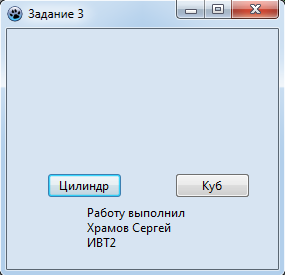 Задание 3
Цилиндр
Куб
Работу выполнил
Храмов Сергей
ИВТ2